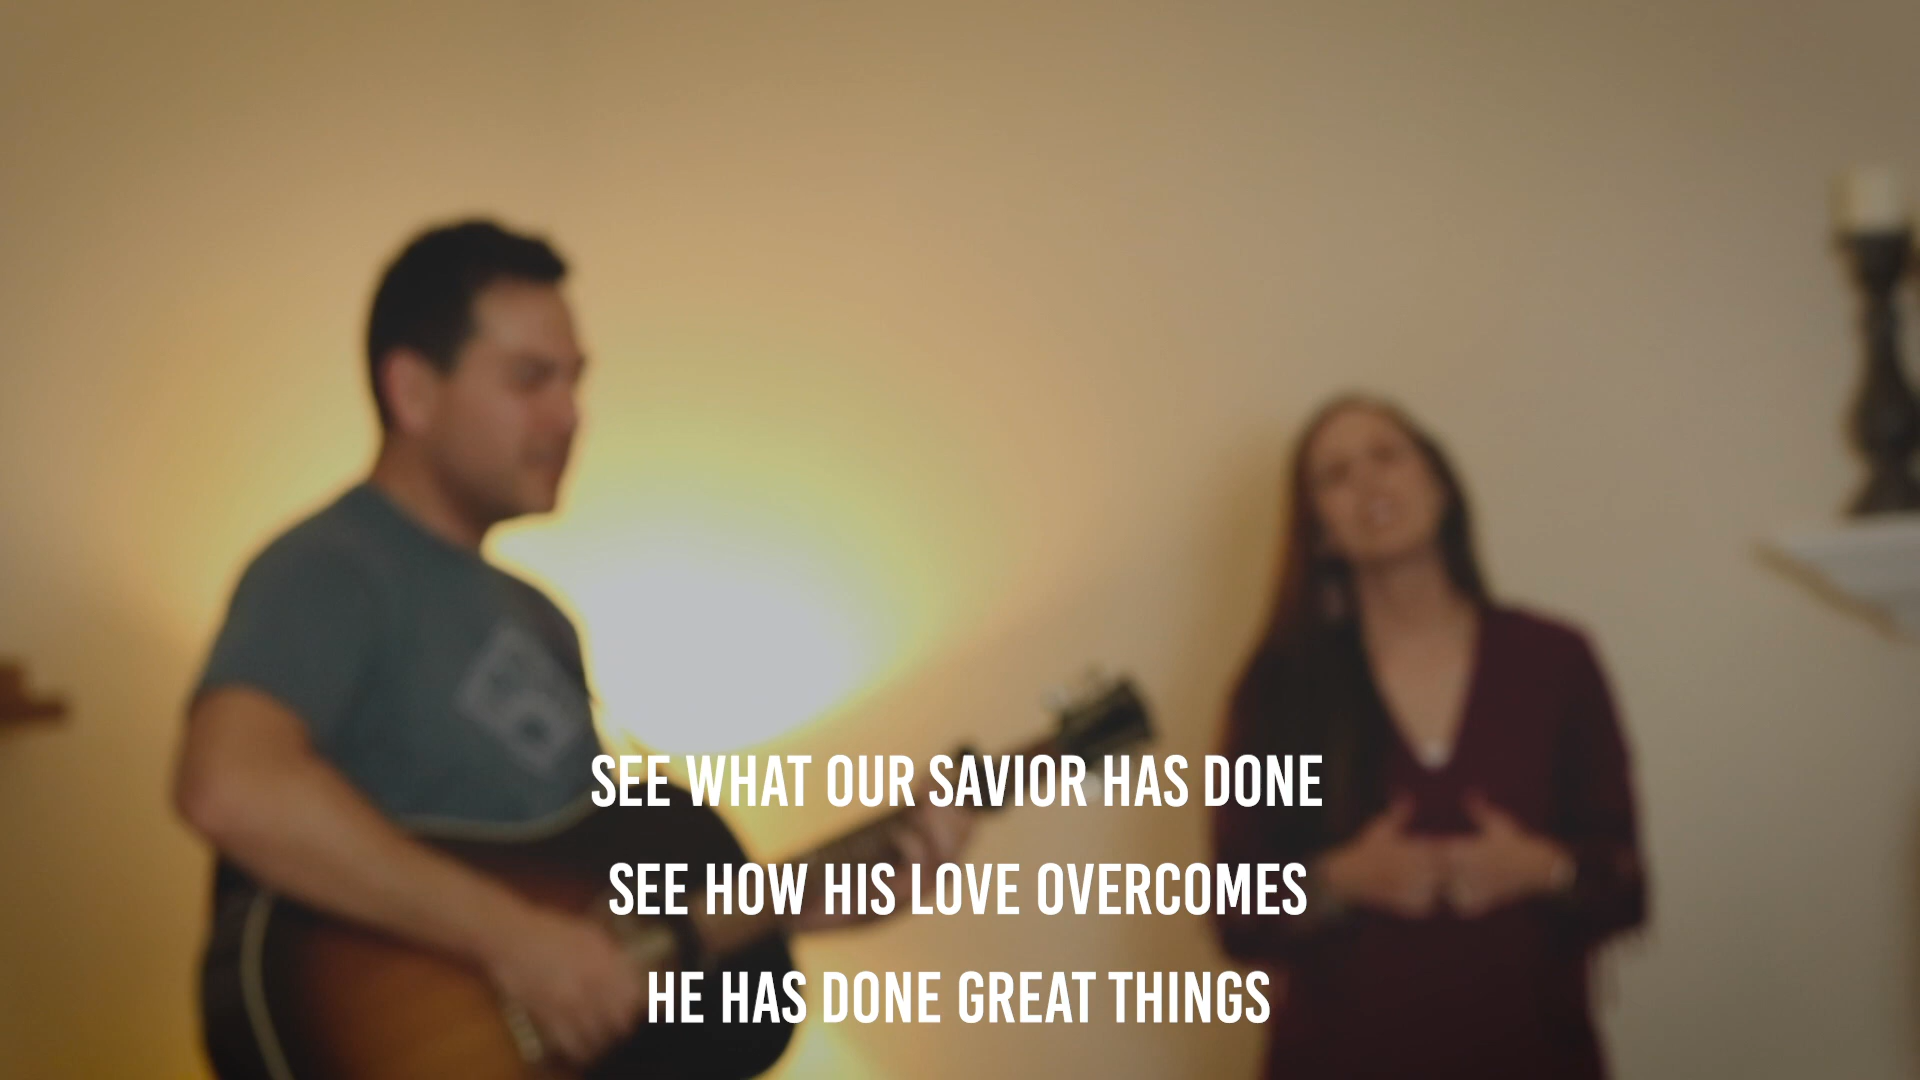 SEE WHAT OUR SAVIOR HAS DONE
SEE HOW HIS LOVE OVERCOMES
HE HAS DONE GREAT THINGS